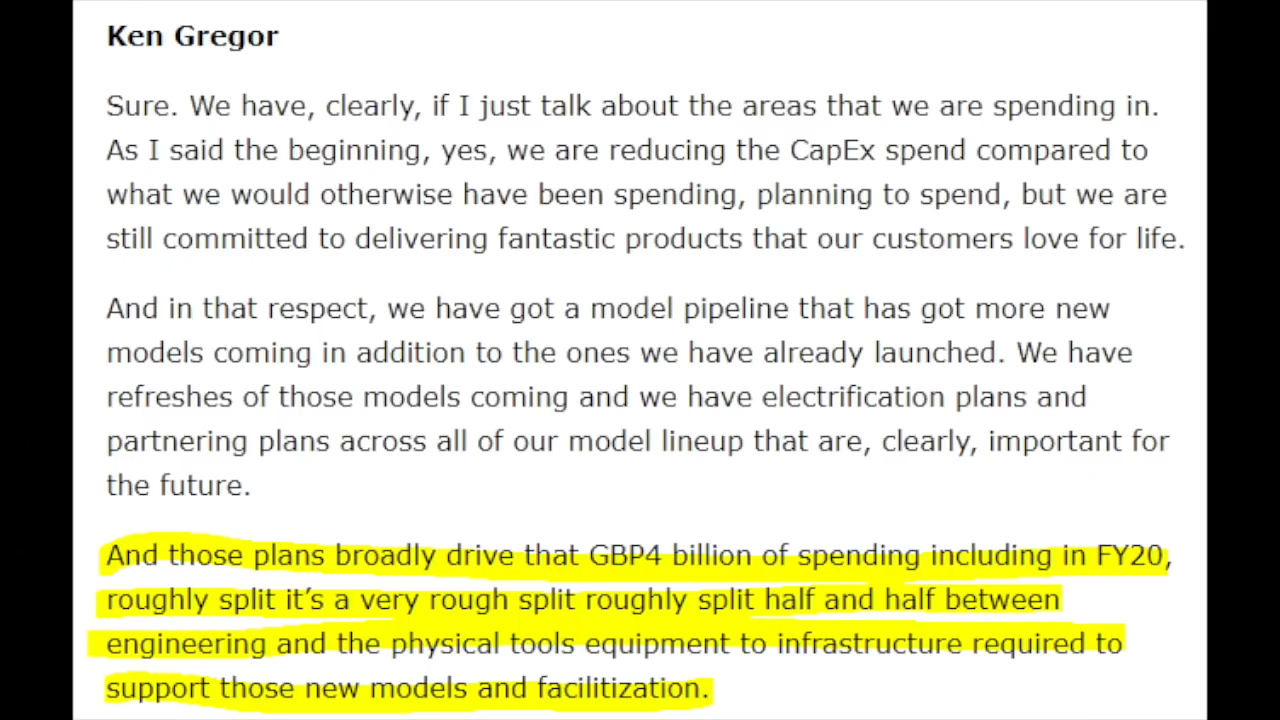 Ken Gregor
Sure. We have, clearly, if I just talk about the areas that we are spending in.
As I said the beginning, yes, we are reducing the CapEx spend compared to
what we would otherwise have been spending, planning to spend, but we are
still committed to delivering fantastic products that our customers love for life.
And in that respect, we have got a model pipeline that has got more new
models coming in addition to the ones we have already launched. We have
refreshes of those models coming and we have electrification plans and
partnering plans across all of our model lineup that are, clearly, important for
the future.
And those plans broadly drive that GBP4 billion of spending including in FY20,
roughly split it’s a very rough split roughly split half and half between
engineering and the physical tools equipment to infrastructure required to
support those new models and facilitization.